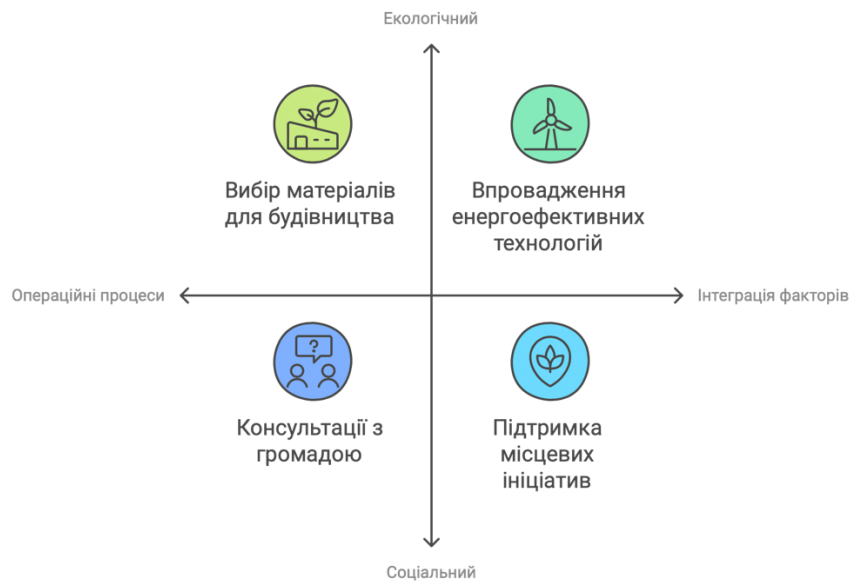 Екологічний
Вибір матеріалів
для будівництва
Впровадження
енергоефективних
технологій
Операційні процеси
Інтеграція факторів
?
Консультації з
громадою
Підтримка
місцевих
ініціатив
Соціальний